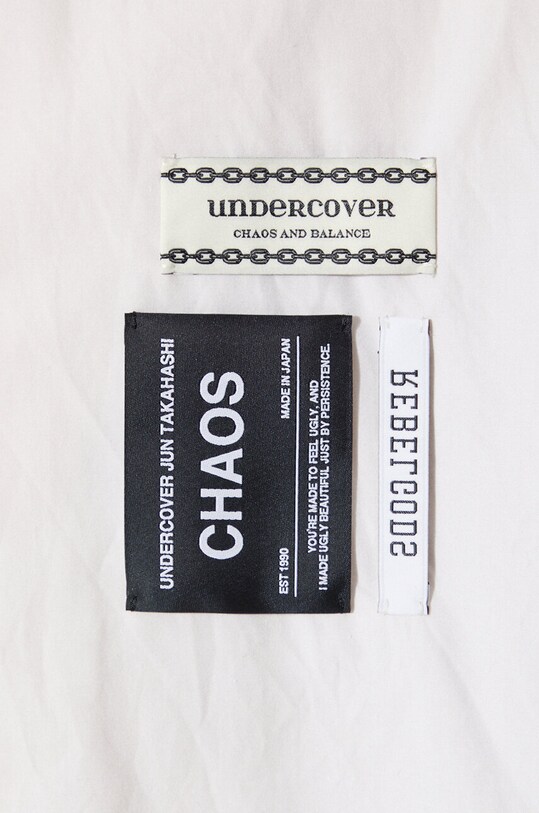 UNDERCOVER
CHAOS AND BALANCE
UNDERCOVER JUN TAKAHASHI
CHAOS
EST 1990 MADE IN JAPAN
YOU'RE MADE TO FEEL UGLY, AND
I MADE UGLY BEAUTIFUL JUST BY PERSISTENCE.
REBELGODS